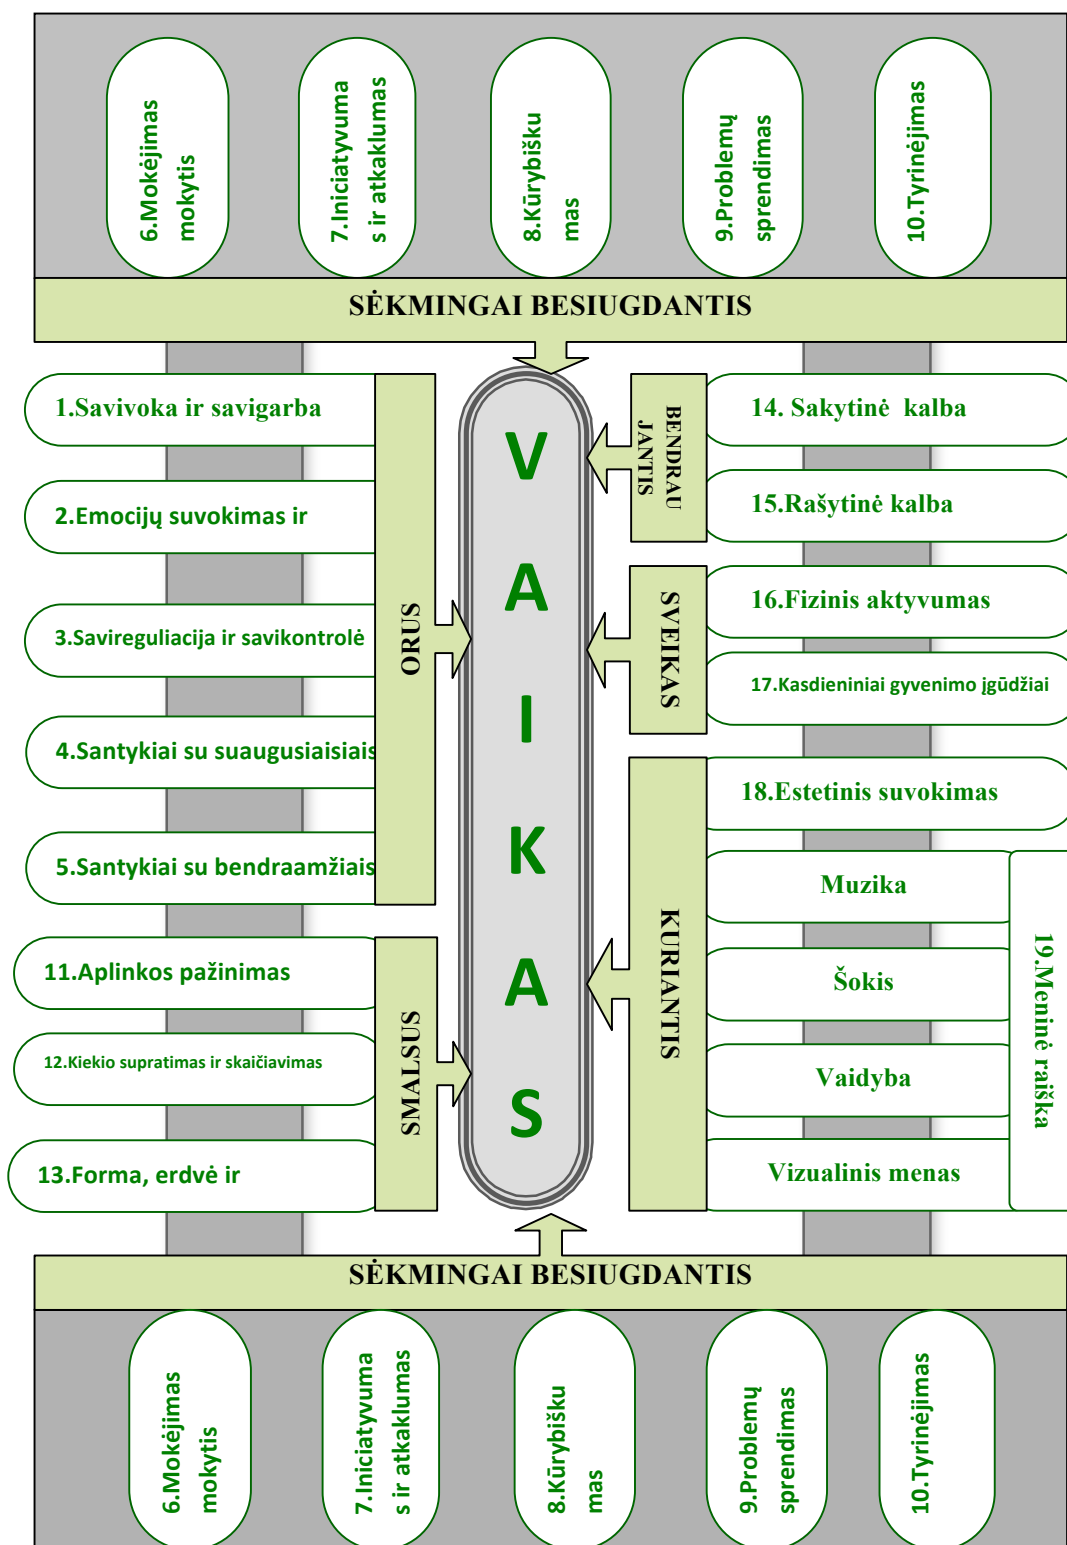 6.Mokėjimas
mokytis
7.Iniciatyvuma
s ir atkaklumas
8.Kūrybišku
mas
9.Problemų
sprendimas
10.Tyrinėjimas
SĖKMINGAI BESIUGDANTIS
1.Savivoka ir savigarba
2.Emocijų suvokimas ir
3.Savireguliacija ir savikontrolė
4.Santykiai su suaugusiaisiais
5.Santykiai su bendraamžiais
ORUS
11.Aplinkos pažinimas
12.Kiekio supratimas ir skaičiavimas
13.Forma, erdvė ir
SMALSUS
V
A
I
K
A
S
BENDRAU
JANTIS
14. Sakytinė kalba
15.Rašytinė kalba
SVEIKAS
16.Fizinis aktyvumas
17.Kasdieniniai gyvenimo įgūdžiai
KURIANTIS
18.Estetinis suvokimas
Muzika
Šokis
Vaidyba
Vizualinis menas
19.Meninė raiška
SĖKMINGAI BESIUGDANTIS
6.Mokėjimas
mokytis
7.Iniciatyvuma
s ir atkaklumas
8.Kūrybišku
mas
9.Problemų
sprendimas
10.Tyrinėjimas